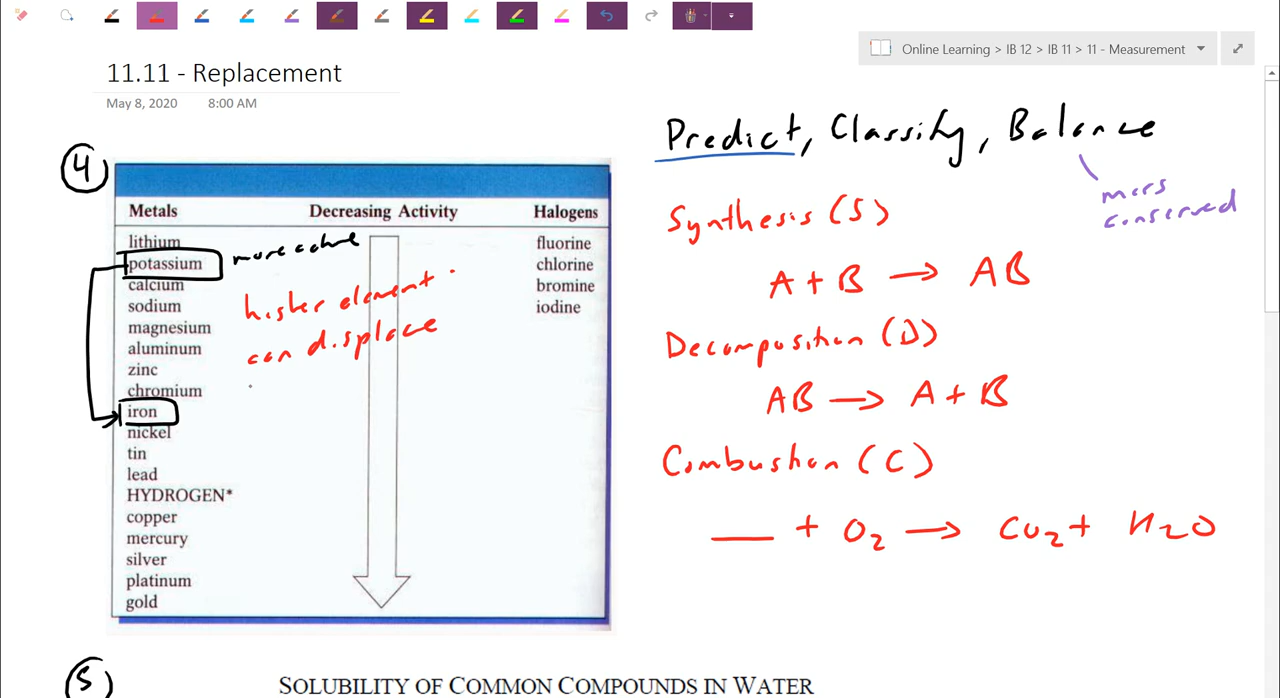 Online Learning > IB 12 > IB 11 > 11 - Measurement
11.11 - Replacement
May 8, 2020 8:00 AM
4
Metals Decreasing Activity Halogens
lithium
potassium
calcium
sodium
magnesium
aluminum
zinc
chromium
iron
nickel
tin
lead
HYDROGEN*
copper
mercury
silver
platinum
gold
more active
higher element
can displace
fluorine
chlorine
bromine
iodine
Predict, Classify, Balance
mass
conserved
Synthesis (S)
A + B → AB
Decomposition (D)
AB → A + B
Combustion (C)
___ + O2 → CO2 + H2O
5
SOLUBILITY OF COMMON COMPOUNDS IN WATER